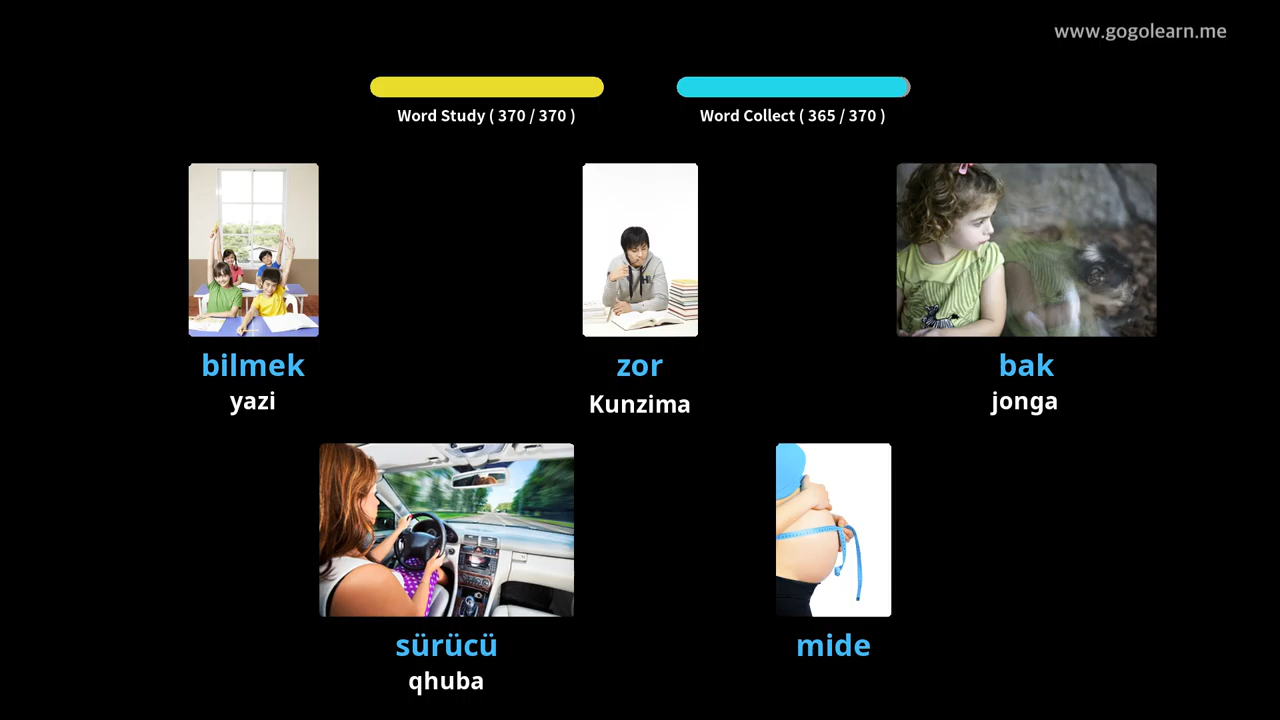 www.gogolearn.me
Word Study ( 370 / 370 )
Word Collect ( 365 / 370 )
bilmek
yazi
zor
Kunzima
bak
jonga
sürücü
qhuba
mide